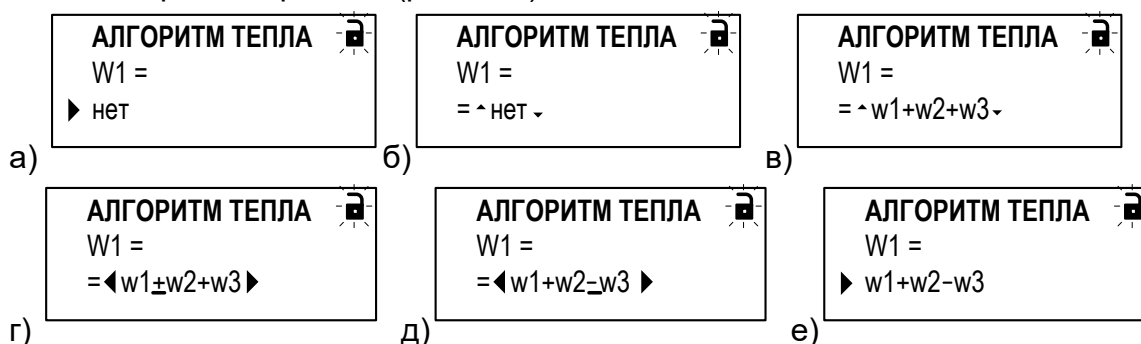 АЛГОРИТМ ТЕПЛА
W1 =
нет
а)
АЛГОРИТМ ТЕПЛА
W1 =
= нет
б)
АЛГОРИТМ ТЕПЛА
W1 =
= w1+w2+w3
в)
АЛГОРИТМ ТЕПЛА
W1 =
=◀w1±w2+w3▶
г)
АЛГОРИТМ ТЕПЛА
W1 =
=◀w1+w2−w3 ▶
д)
АЛГОРИТМ ТЕПЛА
W1 =
▶ w1+w2−w3
е)